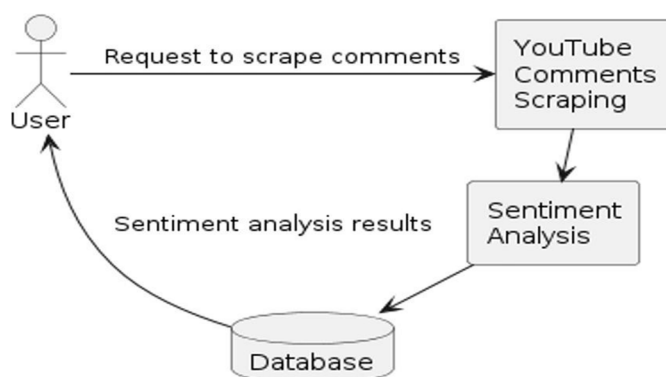 Request to scrape comments
YouTube
Comments
Scraping
User
Sentiment analysis results
Sentiment
Analysis
Database